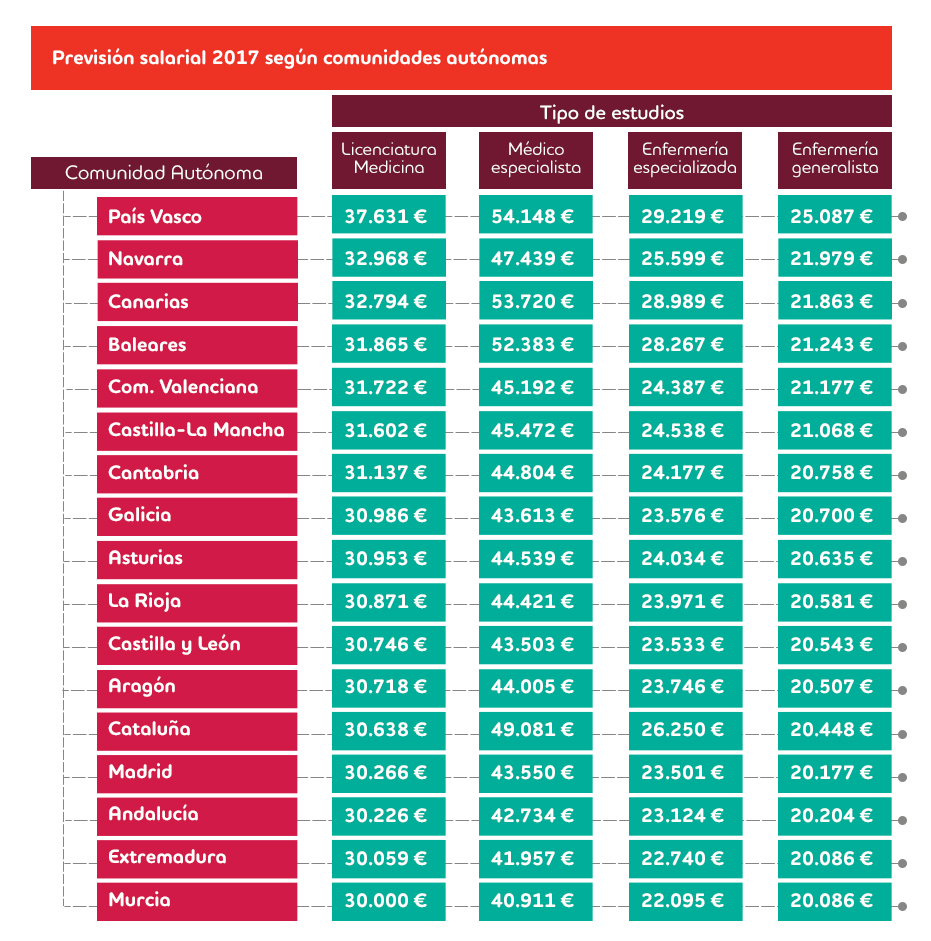 Previsión salarial 2017 según comunidades autónomas
Tipo de estudios
Comunidad Autónoma
Licenciatura
Medicina
Médico
especialista
Enfermería
especializada
Enfermería
generalista
País Vasco 37.631 € 54.148 € 29.219 € 25.087 €
Navarra 32.968 € 47.439 € 25.599 € 21.979 €
Canarias 32.794 € 53.720 € 28.989 € 21.863 €
Baleares 31.865 € 52.383 € 28.267 € 21.243 €
Com. Valenciana 31.722 € 45.192 € 24.387 € 21.177 €
Castilla-La Mancha 31.602 € 45.472 € 24.538 € 21.068 €
Cantabria 31.137 € 44.804 € 24.177 € 20.758 €
Galicia 30.986 € 43.613 € 23.576 € 20.700 €
Asturias 30.953 € 44.539 € 24.034 € 20.635 €
La Rioja 30.871 € 44.421 € 23.971 € 20.581 €
Castilla y León 30.746 € 43.503 € 23.533 € 20.543 €
Aragón 30.718 € 44.005 € 23.746 € 20.507 €
Cataluña 30.638 € 49.081 € 26.250 € 20.448 €
Madrid 30.266 € 43.550 € 23.501 € 20.177 €
Andalucía 30.226 € 42.734 € 23.124 € 20.204 €
Extremadura 30.059 € 41.957 € 22.740 € 20.086 €
Murcia 30.000 € 40.911 € 22.095 € 20.086 €